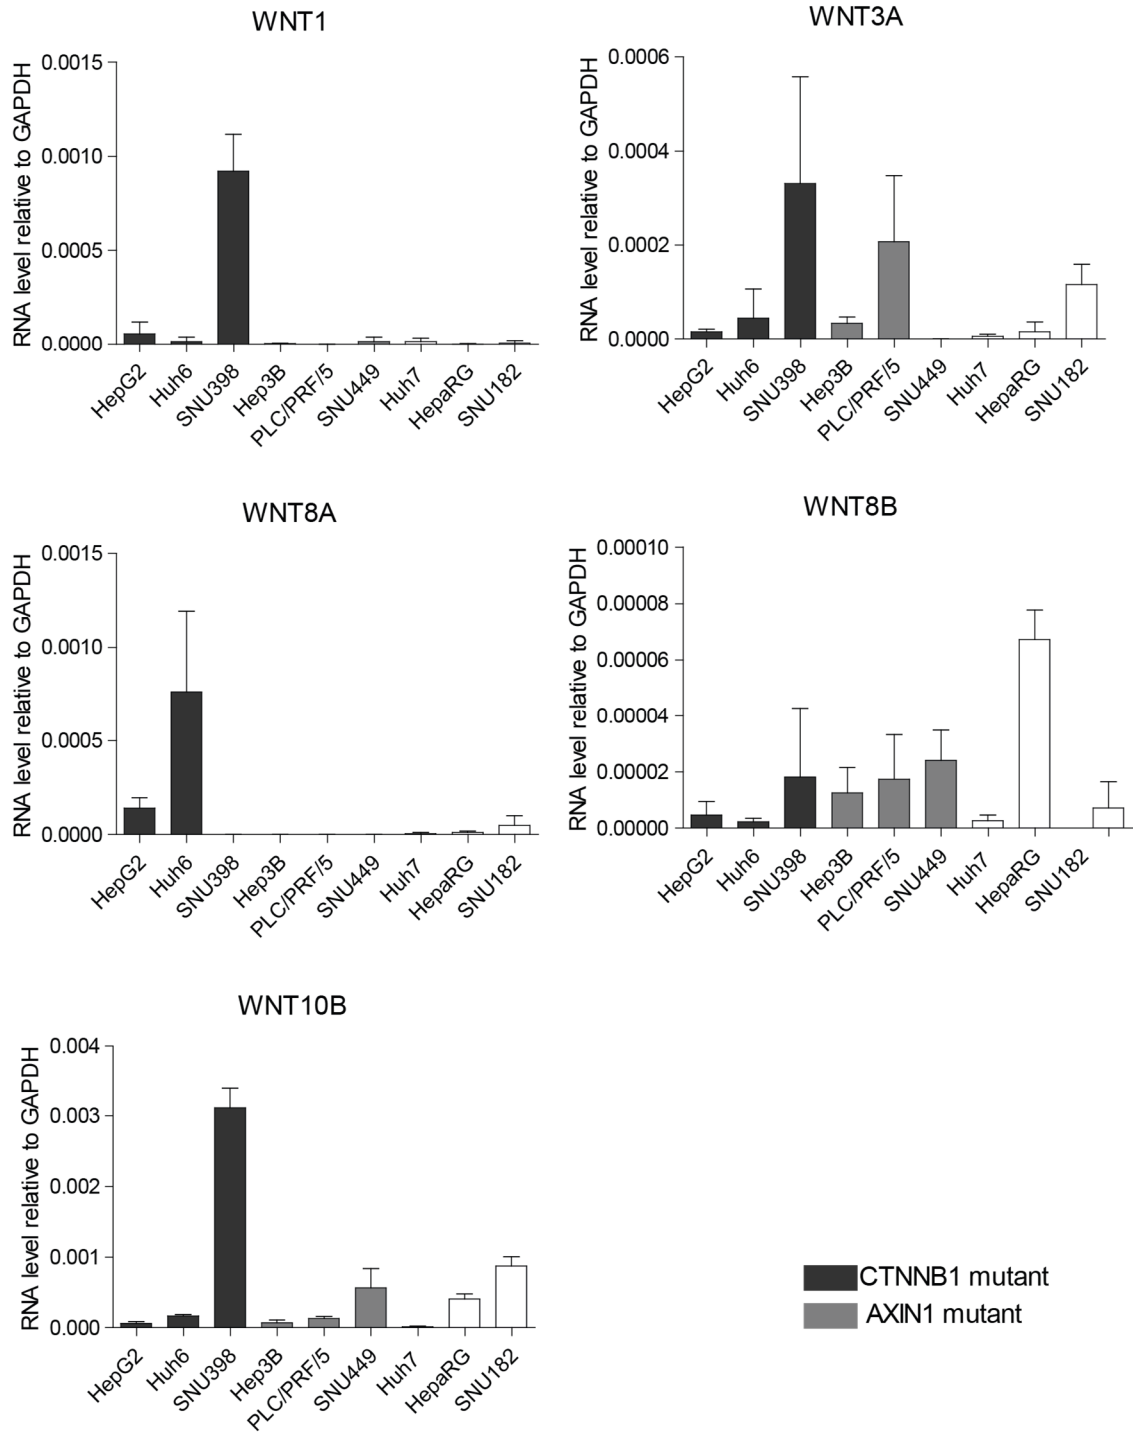 WNT1
RNA level relative to GAPDH
0.0015
0.0010
0.0005
0.0000
HepG2
Huh6
SNU398
Hep3B
PLC/PRF/5
SNU449
Huh7
HepaRG
SNU182
WNT3A
RNA level relative to GAPDH
0.0006
0.0004
0.0002
0.0000
HepG2
Huh6
SNU398
Hep3B
PLC/PRF/5
SNU449
Huh7
HepaRG
SNU182
WNT8A
RNA level relative to GAPDH
0.0015
0.0010
0.0005
0.0000
HepG2
Huh6
SNU398
Hep3B
PLC/PRF/5
SNU449
Huh7
HepaRG
SNU182
WNT8B
RNA level relative to GAPDH
0.00010
0.00008
0.00006
0.00004
0.00002
0.00000
HepG2
Huh6
SNU398
Hep3B
PLC/PRF/5
SNU449
Huh7
HepaRG
SNU182
WNT10B
RNA level relative to GAPDH
0.004
0.003
0.002
0.001
0.000
HepG2
Huh6
SNU398
Hep3B
PLC/PRF/5
SNU449
Huh7
HepaRG
SNU182
CTNNB1 mutant
AXIN1 mutant